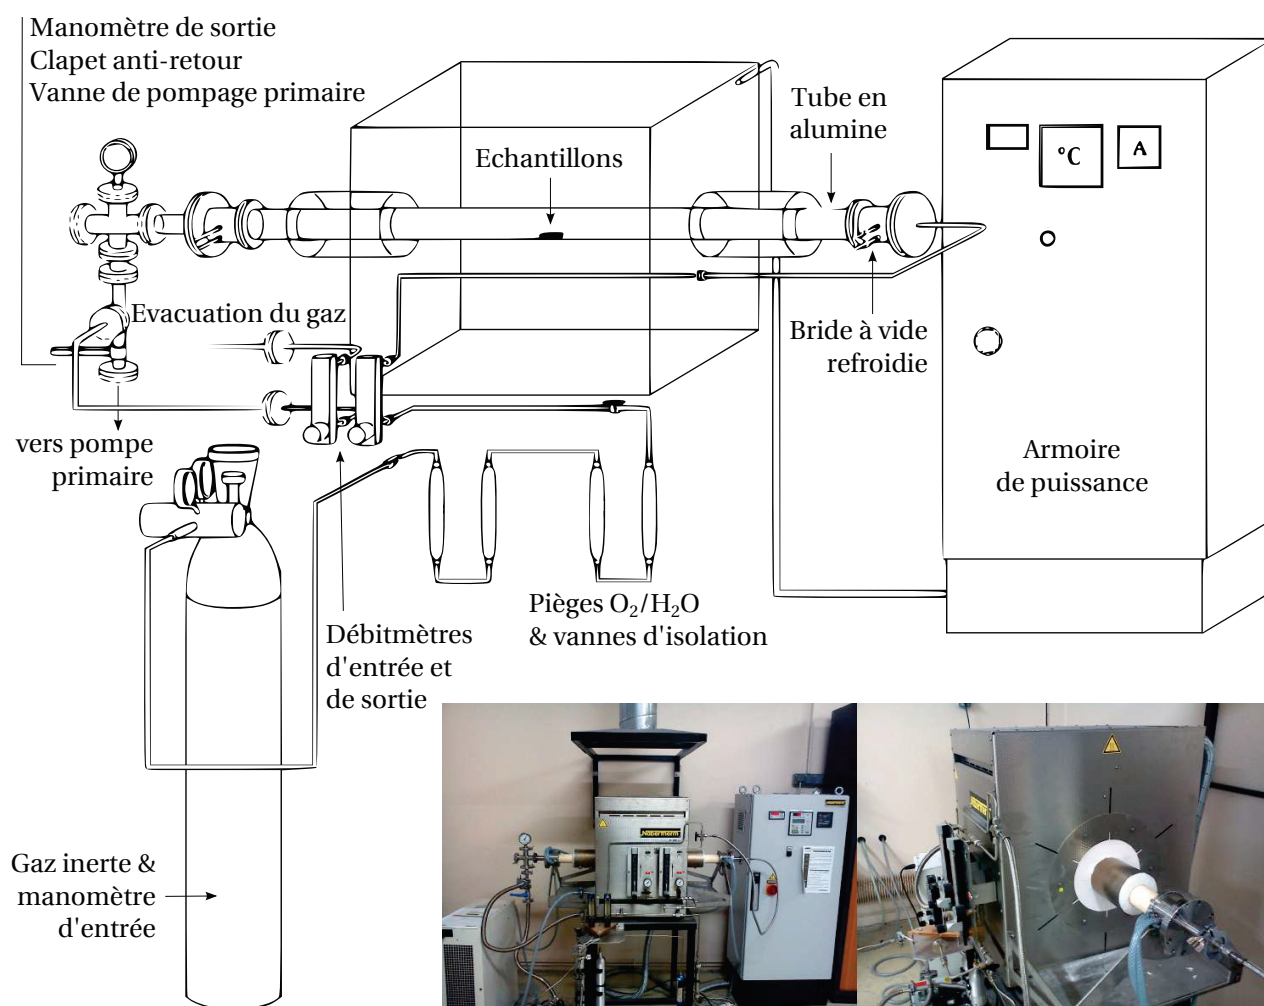 Manomètre de sortie
Clapet anti-retour
Vanne de pompage primaire
Tube en
alumine
Echantillons
°C
A
Evacuation du gaz
Bride à vide
refroidie
vers pompe
primaire
Armoire
de puissance
Pièges O₂/H₂O
& vannes d'isolation
Débitmètres
d'entrée et
de sortie
Gaz inerte &
manomètre
d'entrée
Nabertherm